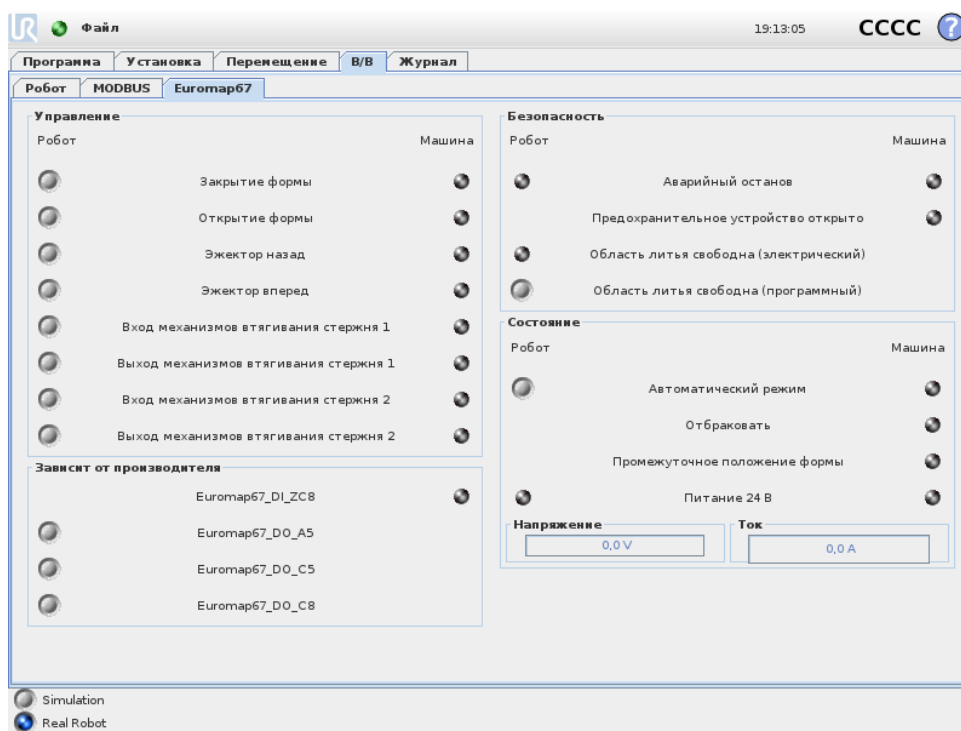 UR Файл 19:13:05 CCCC ?
Программа Установка Перемещение В/В Журнал
Робот MODBUS Euromap67
Управление
Робот Машина
Закрытие формы
Открытие формы
Эжектор назад
Эжектор вперед
Вход механизмов втягивания стержня 1
Выход механизмов втягивания стержня 1
Вход механизмов втягивания стержня 2
Выход механизмов втягивания стержня 2
Зависит от производителя
Euromap67_DI_ZC8
Euromap67_DO_A5
Euromap67_DO_C5
Euromap67_DO_C8
Безопасность
Робот Машина
Аварийный останов
Предохранительное устройство открыто
Область литья свободна (электрический)
Область литья свободна (программный)
Состояние
Робот Машина
Автоматический режим
Отбраковать
Промежуточное положение формы
Питание 24 В
Напряжение Ток
0,0 V 0,0 A
Simulation
Real Robot